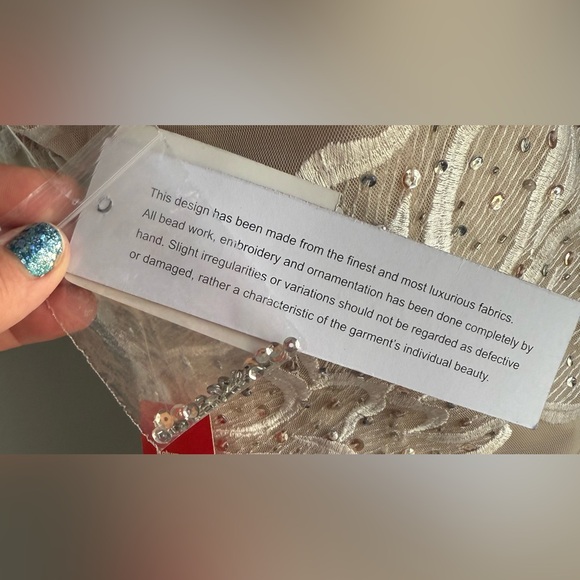 This design has been made from the finest and most luxurious fabrics.
All bead work, embroidery and ornamentation has been done completely by
hand. Slight irregularities or variations should not be regarded as defective
or damaged, rather a characteristic of the garment's individual beauty.